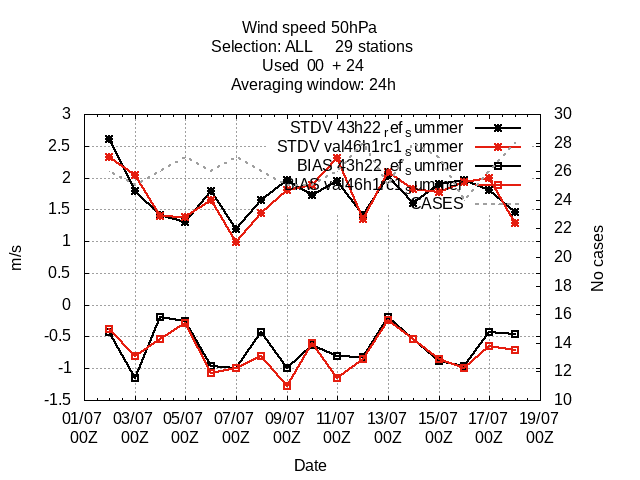 Wind speed 50hPa
Selection: ALL 29 stations
Used 00 + 24
Averaging window: 24h
3 30
STDV 43h22refsummer
2.5 28
STDV val46h1rc1summer
BIAS 43h22refsummer
2 26
BIAS val46h1rc1summer
1.5 24
CASES
1 22
0.5 20
m/s
No cases
0 18
-0.5 16
-1 14
-1.5 12
10
01/07 03/07 05/07 07/07 09/07 11/07 13/07 15/07 17/07 19/07
00Z 00Z 00Z 00Z 00Z 00Z 00Z 00Z 00Z 00Z
Date